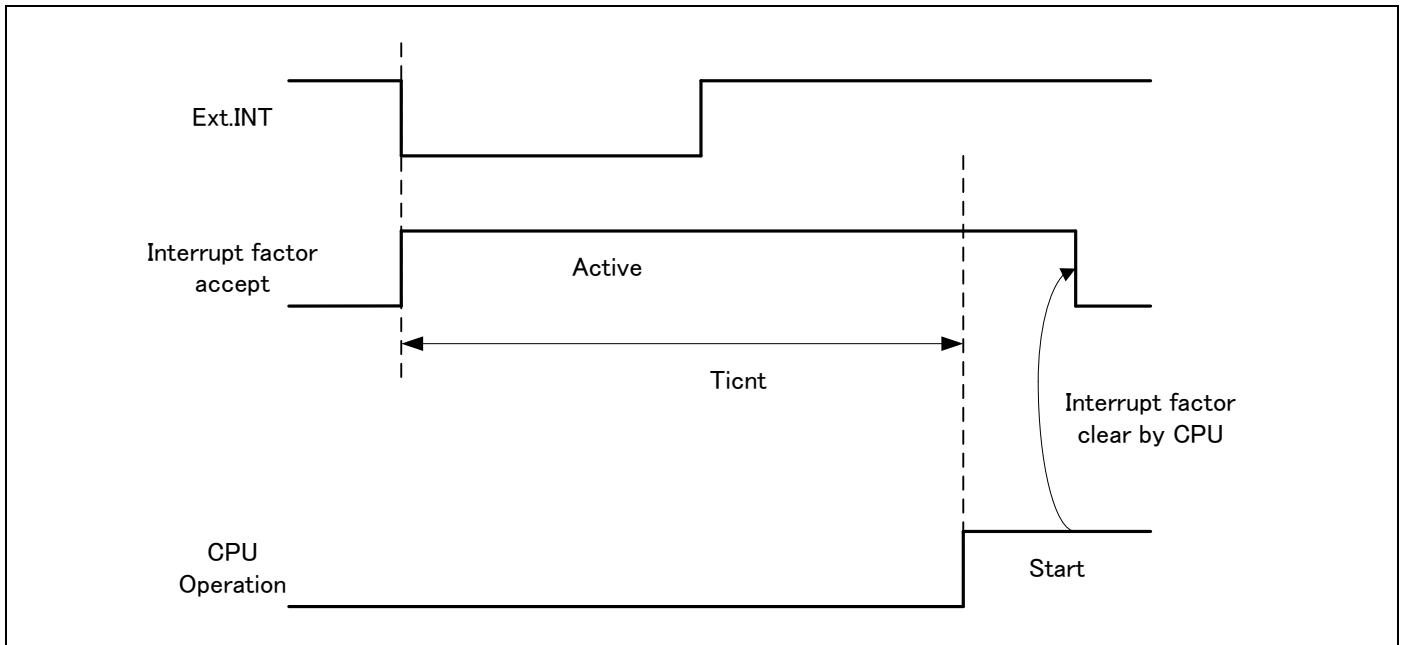 Ext.INT
Interrupt factor
accept
Active
Ticnt
Interrupt factor
clear by CPU
CPU
Operation
Start